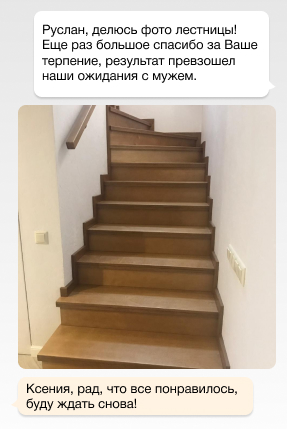 Руслан, делюсь фото лестницы!
Еще раз большое спасибо за Ваше
терпение, результат превзошел
наши ожидания с мужем.
Ксения, рад, что все понравилось,
буду ждать снова!